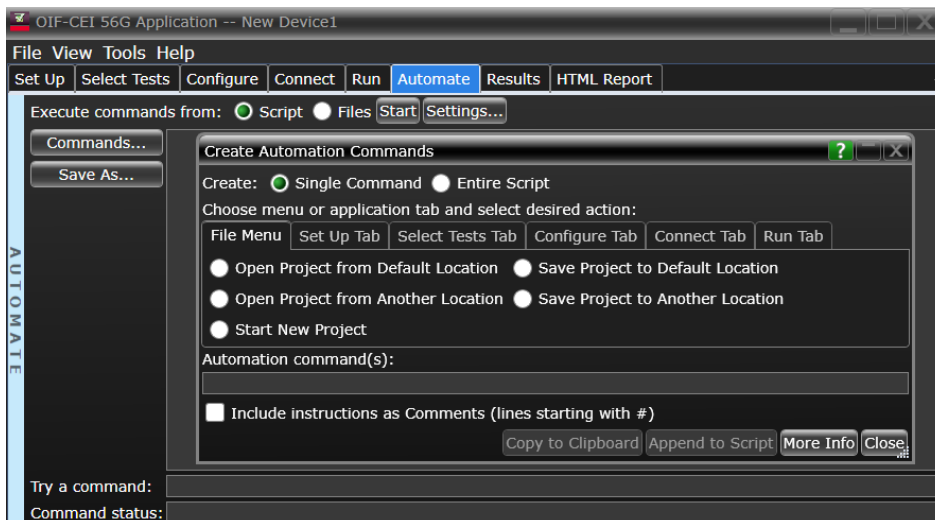 OIF-CEI 56G Application -- New Device1
File View Tools Help
Set Up Select Tests Configure Connect Run Automate Results HTML Report
Execute commands from: Script Files Start Settings...
Commands...
Save As...
AUTOMATE
Create Automation Commands ? X
Create: Single Command Entire Script
Choose menu or application tab and select desired action:
File Menu Set Up Tab Select Tests Tab Configure Tab Connect Tab Run Tab
Open Project from Default Location Save Project to Default Location
Open Project from Another Location Save Project to Another Location
Start New Project
Automation command(s):
Include instructions as Comments (lines starting with #)
Copy to Clipboard Append to Script More Info Close
Try a command:
Command status: